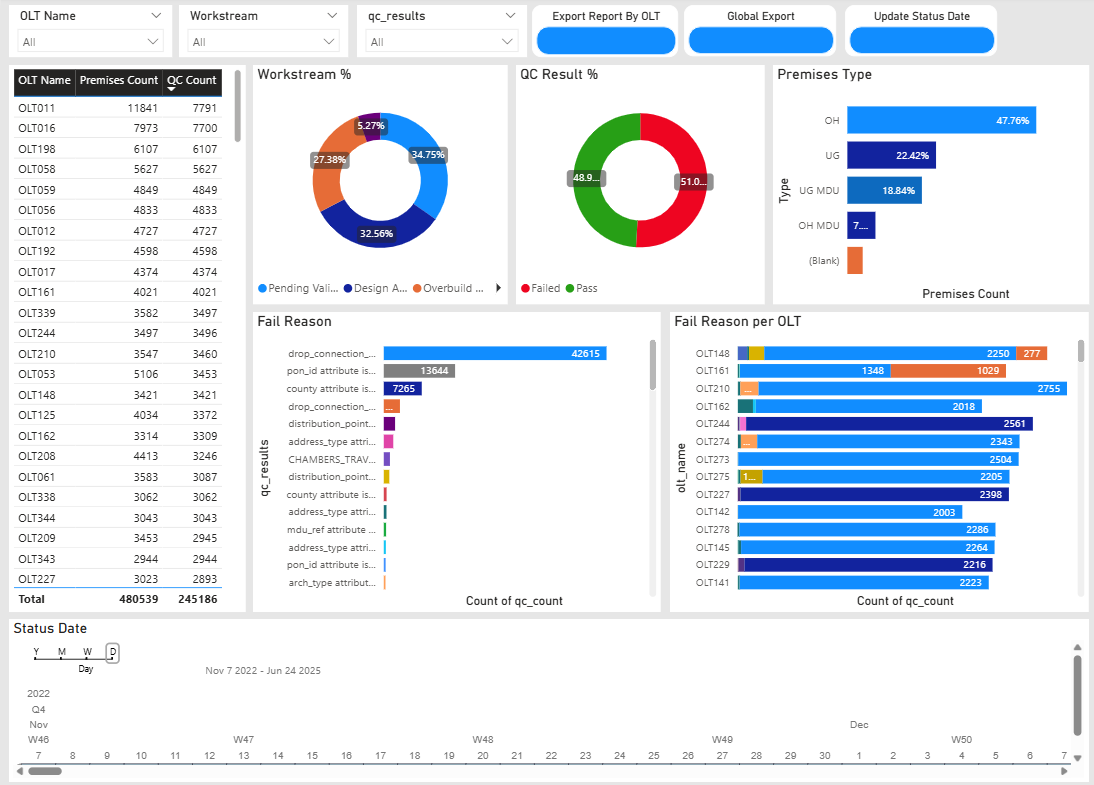 OLT Name
All
Workstream
All
qc_results
All
Export Report By OLT
Global Export
Update Status Date
OLT Name Premises Count QC Count
OLT011 11841 7791
OLT016 7973 7700
OLT198 6107 6107
OLT058 5627 5627
OLT059 4849 4849
OLT056 4833 4833
OLT012 4727 4727
OLT192 4598 4598
OLT017 4374 4374
OLT161 4021 4021
OLT339 3582 3497
OLT244 3497 3496
OLT210 3547 3460
OLT053 5106 3453
OLT148 3421 3421
OLT125 4034 3372
OLT162 3314 3309
OLT208 4413 3246
OLT061 3583 3087
OLT338 3062 3062
OLT344 3043 3043
OLT209 3453 2945
OLT343 2944 2944
OLT227 3023 2893
Total 480539 245186
Workstream %
5.27%
34.75%
27.38%
32.56%
Pending Vali... Design A... Overbuild ...
QC Result %
48.9...
51.0...
Failed Pass
Premises Type
Type
OH 47.76%
UG 22.42%
UG MDU 18.84%
OH MDU 7....
(Blank)
Premises Count
Fail Reason
qc_results
drop_connection_... 42615
pon_id attribute is... 13644
county attribute is... 7265
drop_connection_... ...
distribution_point...
address_type attri...
CHAMBERS_TRAV...
distribution_point...
county attribute is...
address_type attri...
mdu_ref attribute ...
address_type attri...
pon_id attribute is...
arch_type attribut...
Count of qc_count
Fail Reason per OLT
olt_name
OLT148 2250 277
OLT161 1348 1029
OLT210 ... 2755
OLT162 2018
OLT244 2561
OLT274 ... 2343
OLT273 2504
OLT275 1... 2205
OLT227 2398
OLT142 2003
OLT278 2286
OLT145 2264
OLT229 2216
OLT141 2223
Count of qc_count
Status Date
Y M W D
Day
Nov 7 2022 - Jun 24 2025
2022
Q4
Nov Dec
W46 W47 W48 W49 W50
7 8 9 10 11 12 13 14 15 16 17 18 19 20 21 22 23 24 25 26 27 28 29 30 1 2 3 4 5 6 7